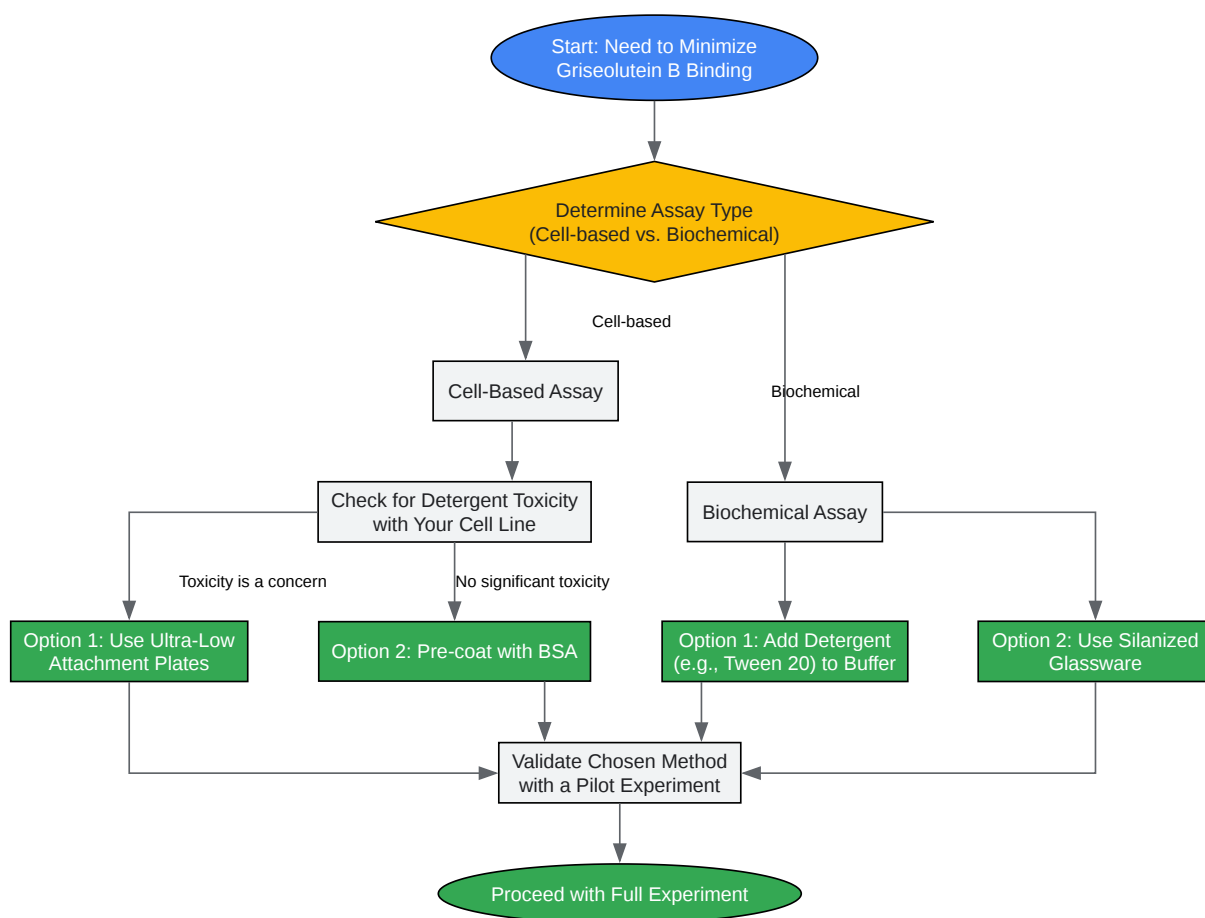 Start: Need to Minimize
Griseolutein B Binding
Determine Assay Type
(Cell-based vs. Biochemical)
Cell-based
Biochemical
Cell-Based Assay
Check for Detergent Toxicity
with Your Cell Line
Biochemical Assay
Toxicity is a concern
No significant toxicity
Option 1: Use Ultra-Low
Attachment Plates
Option 2: Pre-coat with BSA
Option 1: Add Detergent
(e.g., Tween 20) to Buffer
Option 2: Use Silanized
Glassware
Validate Chosen Method
with a Pilot Experiment
Proceed with Full Experiment